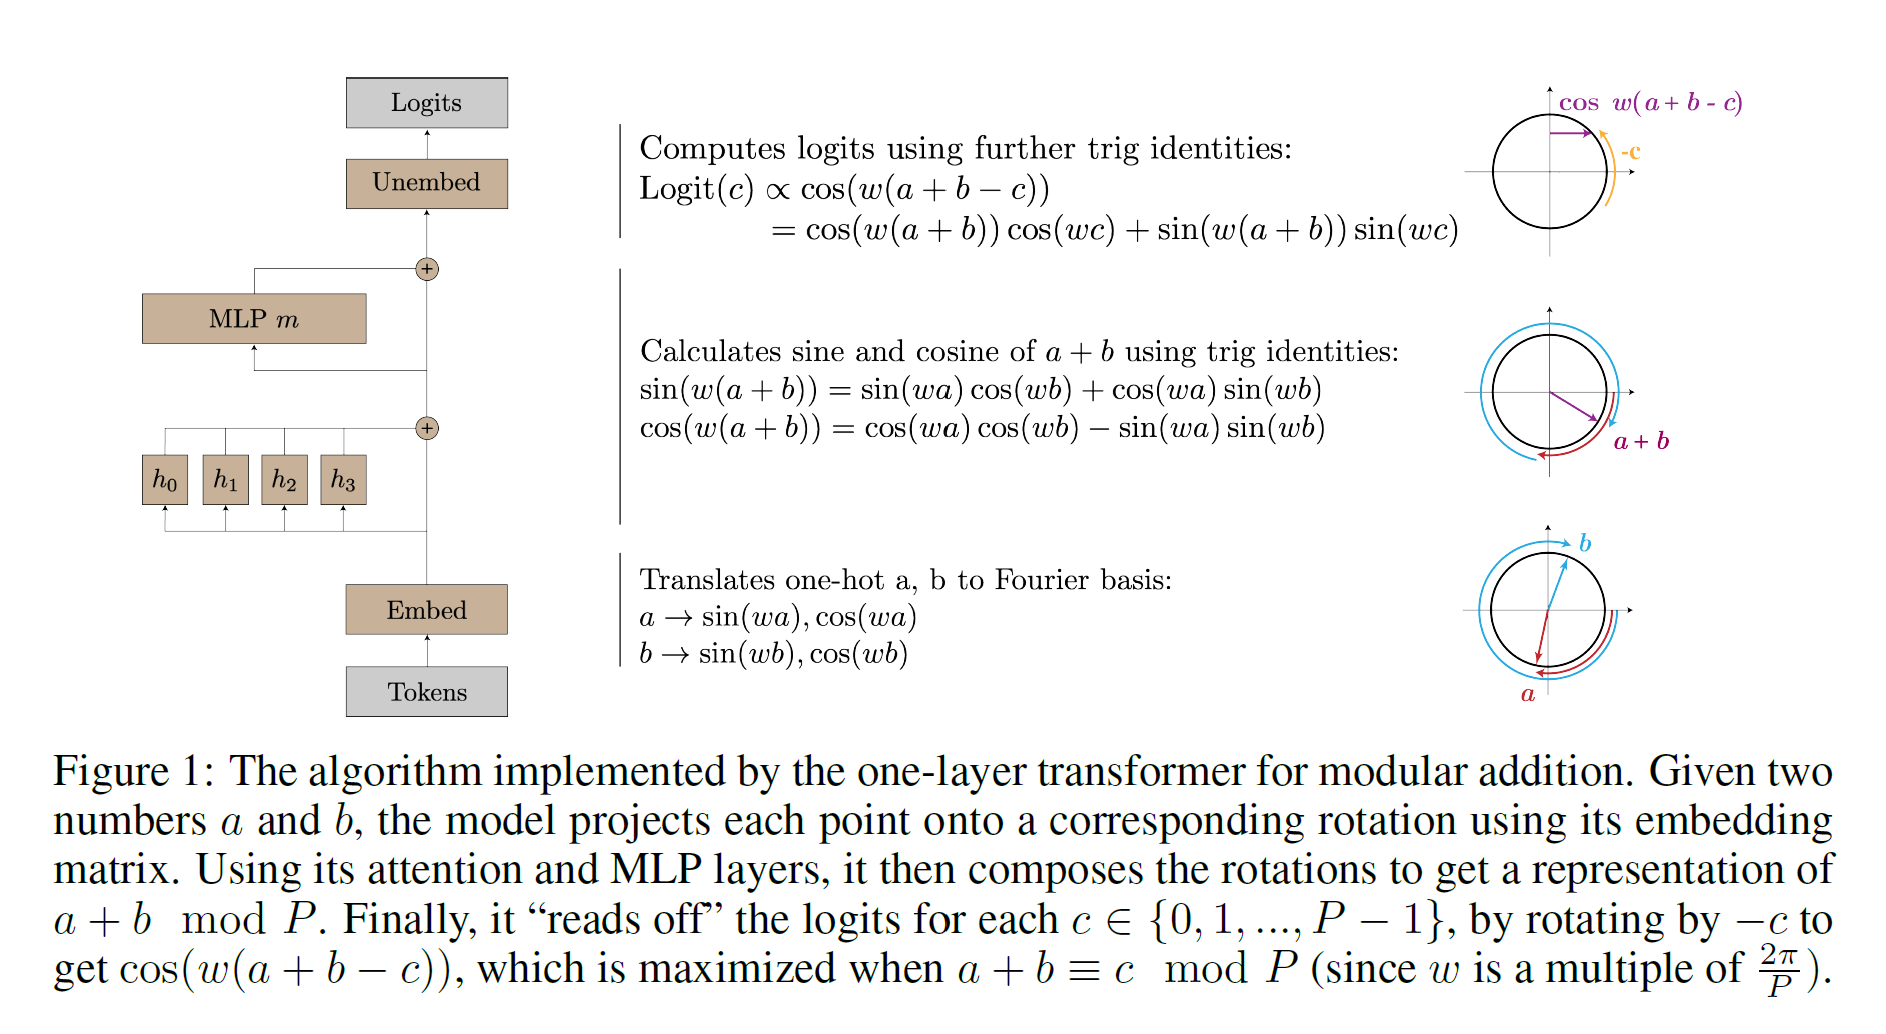 Logits
Unembed
+
MLP m
+
h₀ h₁ h₂ h₃
Embed
Tokens
Computes logits using further trig identities:
Logit(c) ∝ cos(w(a + b − c))
= cos(w(a + b)) cos(wc) + sin(w(a + b)) sin(wc)
Calculates sine and cosine of a + b using trig identities:
sin(w(a + b)) = sin(wa) cos(wb) + cos(wa) sin(wb)
cos(w(a + b)) = cos(wa) cos(wb) − sin(wa) sin(wb)
Translates one-hot a, b to Fourier basis:
a → sin(wa), cos(wa)
b → sin(wb), cos(wb)
cos w(a + b - c)
-c
a + b
b
a
Figure 1: The algorithm implemented by the one-layer transformer for modular addition. Given two
numbers a and b, the model projects each point onto a corresponding rotation using its embedding
matrix. Using its attention and MLP layers, it then composes the rotations to get a representation of
a + b mod P. Finally, it “reads off” the logits for each c ∈ {0, 1, ..., P − 1}, by rotating by −c to
get cos(w(a + b − c)), which is maximized when a + b ≡ c mod P (since w is a multiple of 2π/P).